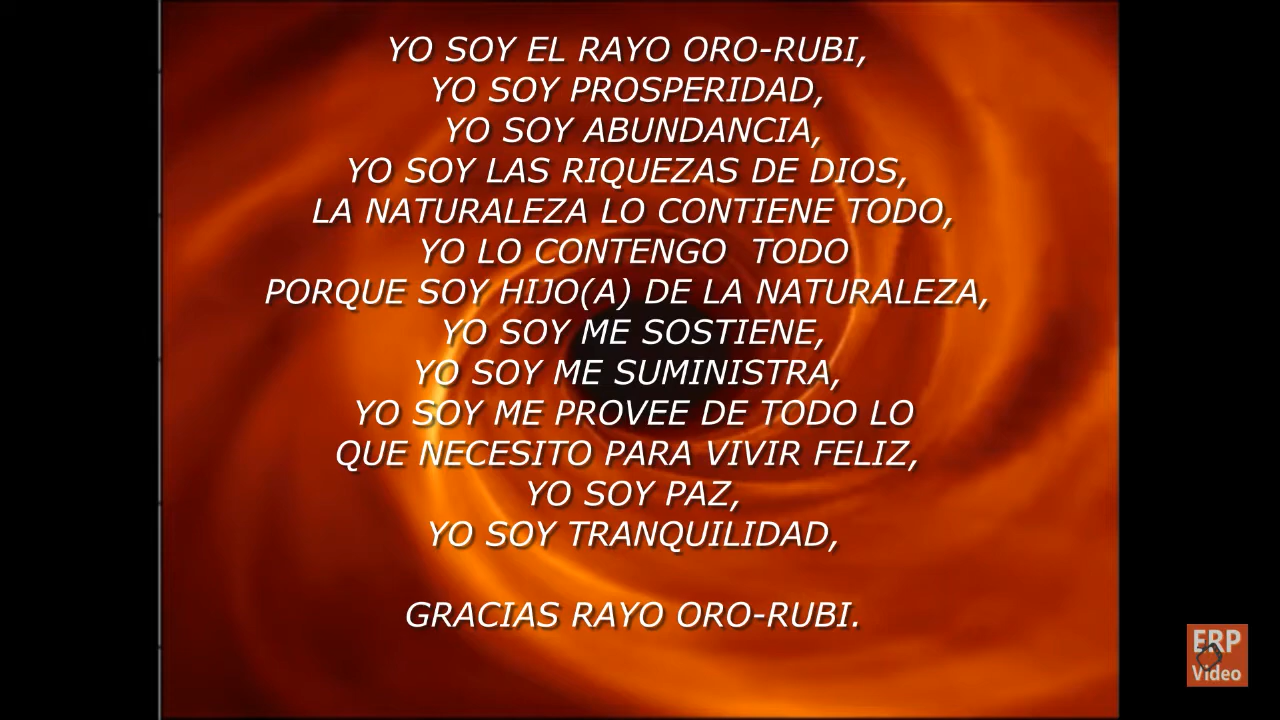 YO SOY EL RAYO ORO-RUBI,
YO SOY PROSPERIDAD,
YO SOY ABUNDANCIA,
YO SOY LAS RIQUEZAS DE DIOS,
LA NATURALEZA LO CONTIENE TODO,
YO LO CONTENGO  TODO
PORQUE SOY HIJO(A) DE LA NATURALEZA,
YO SOY ME SOSTIENE,
YO SOY ME SUMINISTRA,
YO SOY ME PROVEE DE TODO LO
QUE NECESITO PARA VIVIR FELIZ,
YO SOY PAZ,
YO SOY TRANQUILIDAD,
GRACIAS RAYO ORO-RUBI.
ERP
Video